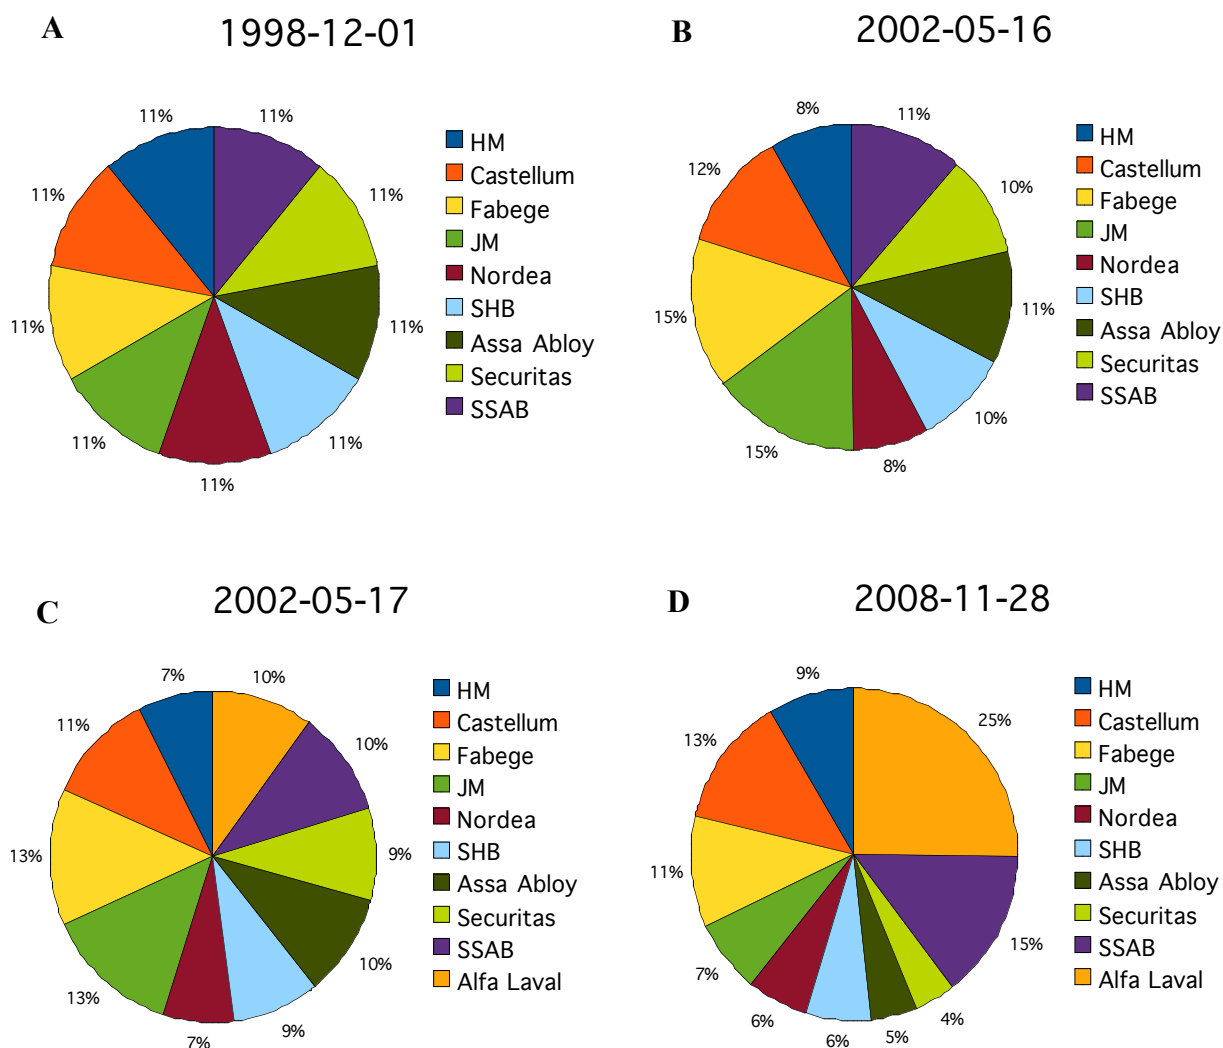 A
1998-12-01
11%
11%
11%
11%
11%
11%
11%
11%
11%
HM
Castellum
Fabege
JM
Nordea
SHB
Assa Abloy
Securitas
SSAB
B
2002-05-16
8%
11%
12%
10%
15%
11%
15%
10%
8%
HM
Castellum
Fabege
JM
Nordea
SHB
Assa Abloy
Securitas
SSAB
C
2002-05-17
7%
10%
11%
10%
13%
9%
13%
10%
9%
7%
HM
Castellum
Fabege
JM
Nordea
SHB
Assa Abloy
Securitas
SSAB
Alfa Laval
D
2008-11-28
9%
25%
13%
11%
15%
7%
6%
6%
5%
4%
HM
Castellum
Fabege
JM
Nordea
SHB
Assa Abloy
Securitas
SSAB
Alfa Laval